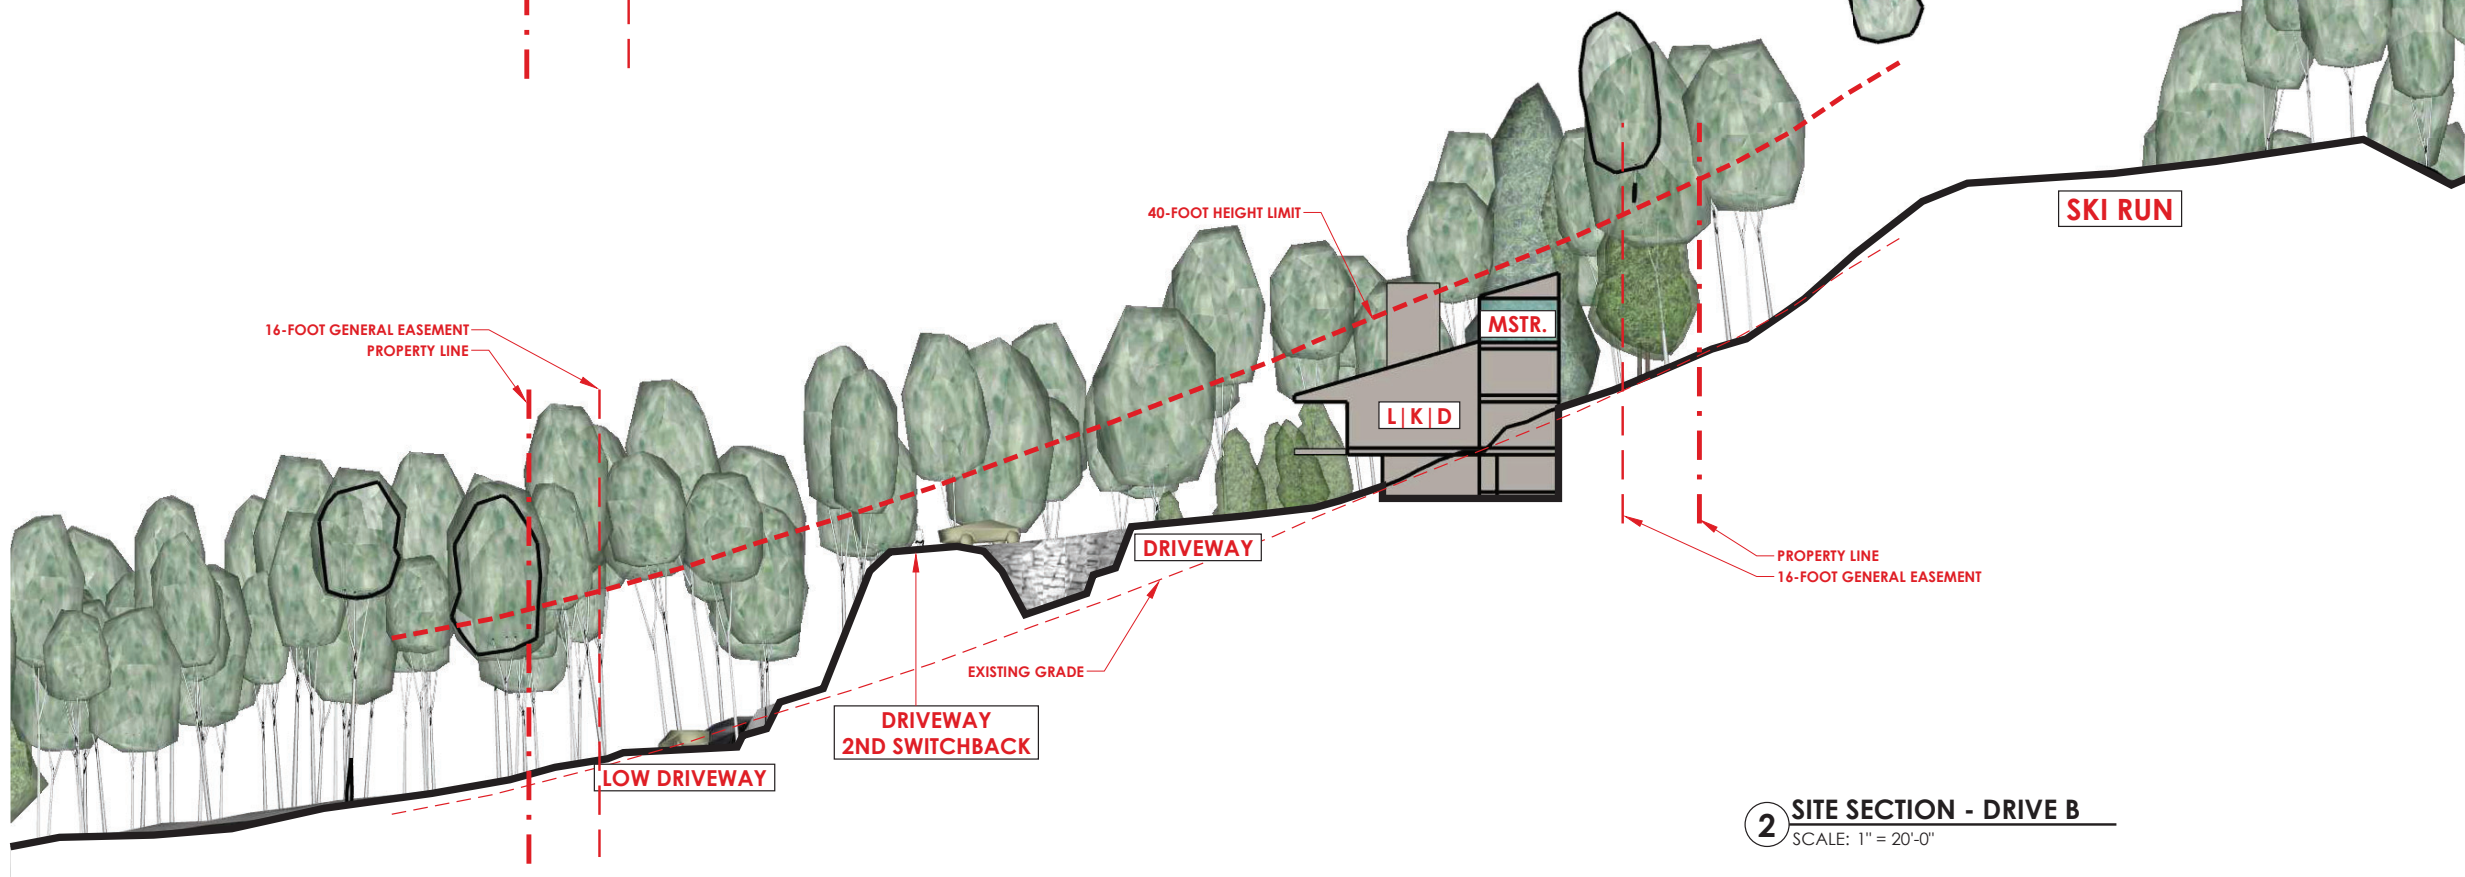 SKI RUN
40-FOOT HEIGHT LIMIT
MSTR.
16-FOOT GENERAL EASEMENT
PROPERTY LINE
L|K|D
DRIVEWAY
PROPERTY LINE
16-FOOT GENERAL EASEMENT
EXISTING GRADE
DRIVEWAY
2ND SWITCHBACK
LOW DRIVEWAY
2
SITE SECTION - DRIVE B
SCALE: 1" = 20'-0"